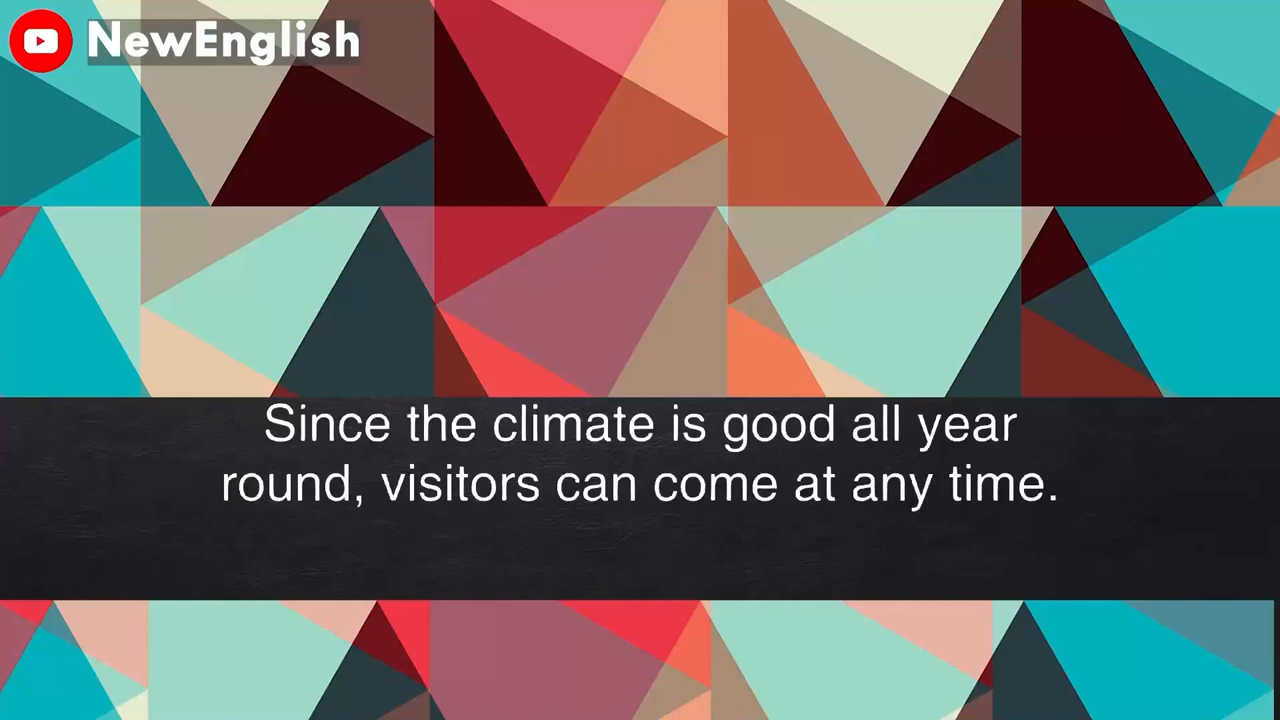 NewEnglish
Since the climate is good all year
round, visitors can come at any time.